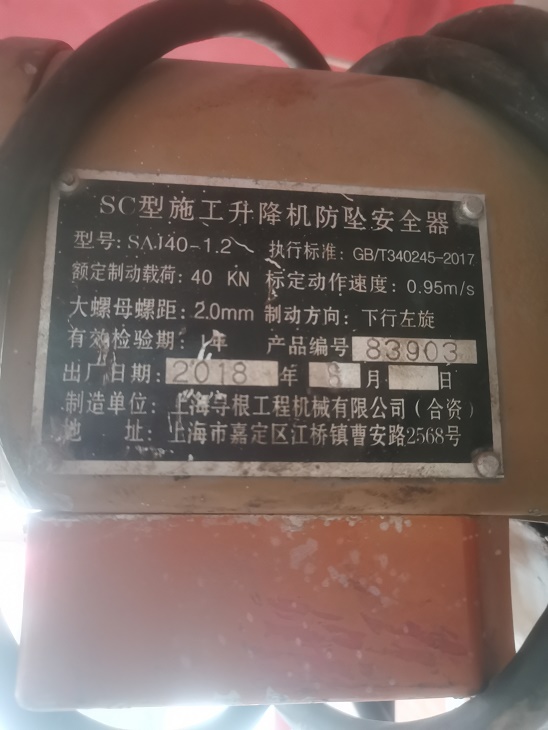 SC型施工升降机防坠安全器
型号: SAJ40-1.2 执行标准: GB/T340245-2017
额定制动载荷: 40 KN 标定动作速度: 0.95m/s
大螺母螺距: 2.0mm 制动方向: 下行左旋
有效检验期: 1年 产品编号 83903
出厂日期: 2018 年 月 日
制造单位: 上海寻根工程机械有限公司 (合资)
地 址: 上海市嘉定区江桥镇曹安路2568号